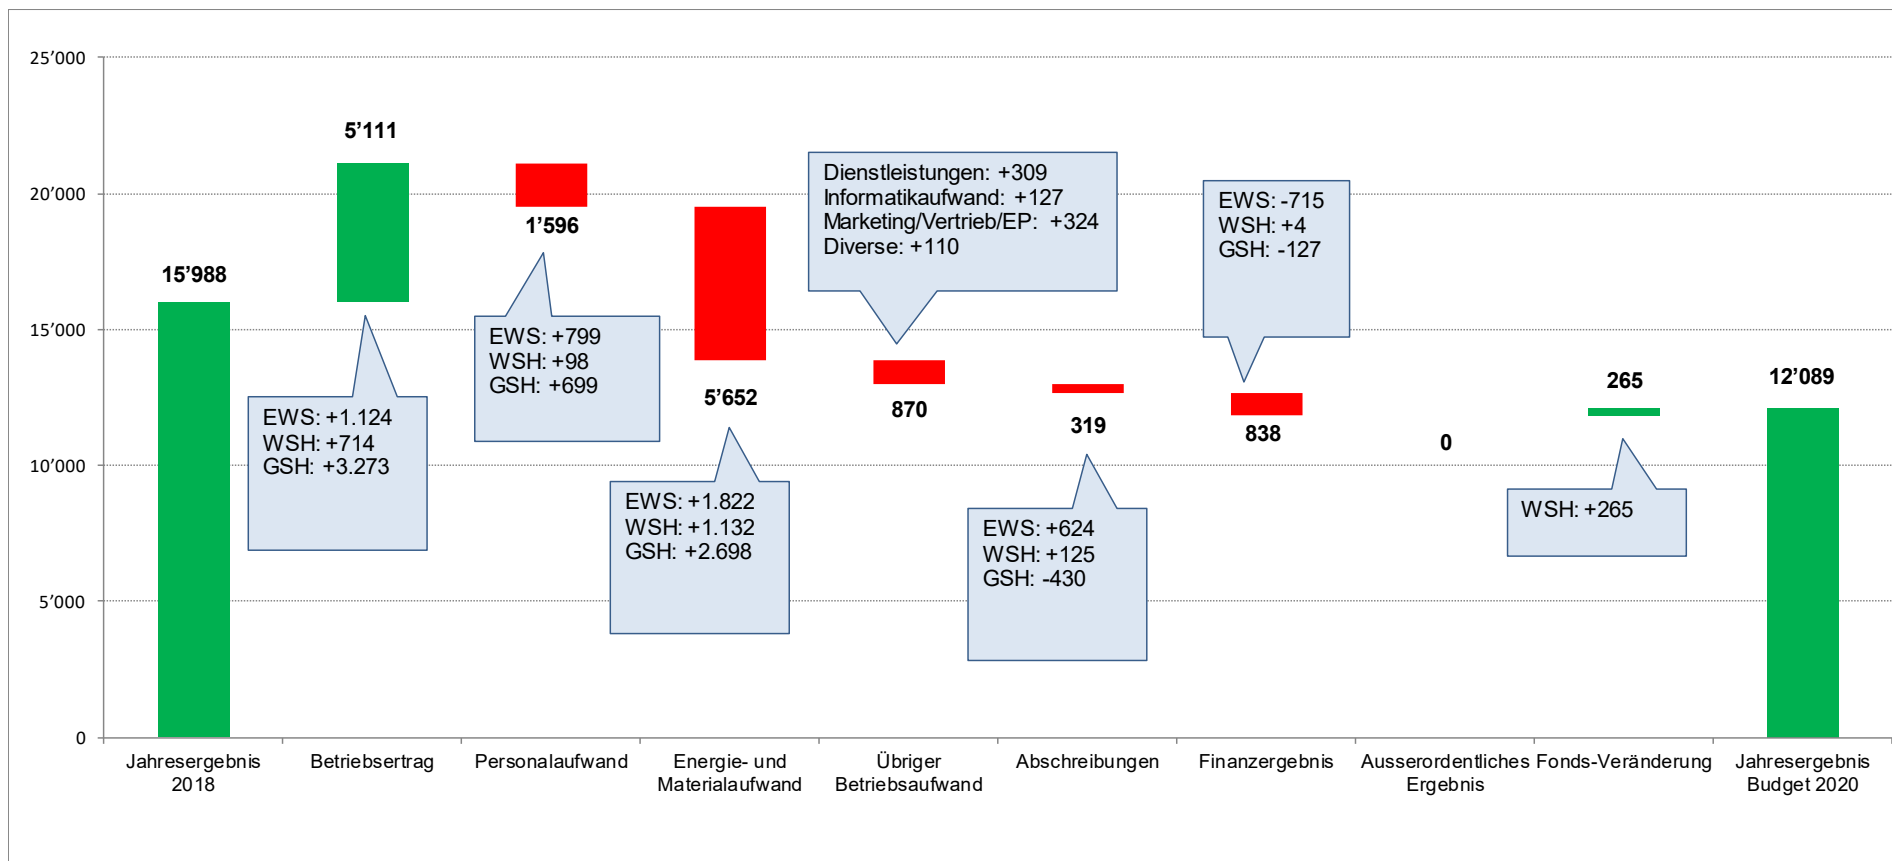 25’000
20’000
15’000
10’000
5’000
0
15’988
5’111
1’596
5’652
870
319
838
0
265
12’089
EWS: +1.124
WSH: +714
GSH: +3.273
EWS: +799
WSH: +98
GSH: +699
EWS: +1.822
WSH: +1.132
GSH: +2.698
Dienstleistungen: +309
Informatikaufwand: +127
Marketing/Vertrieb/EP: +324
Diverse: +110
EWS: +624
WSH: +125
GSH: -430
EWS: -715
WSH: +4
GSH: -127
WSH: +265
Jahresergebnis
2018
Betriebsertrag
Personalaufwand
Energie- und
Materialaufwand
Übriger
Betriebsaufwand
Abschreibungen
Finanzergebnis
Ausserordentliches
Ergebnis
Fonds-Veränderung
Jahresergebnis
Budget 2020